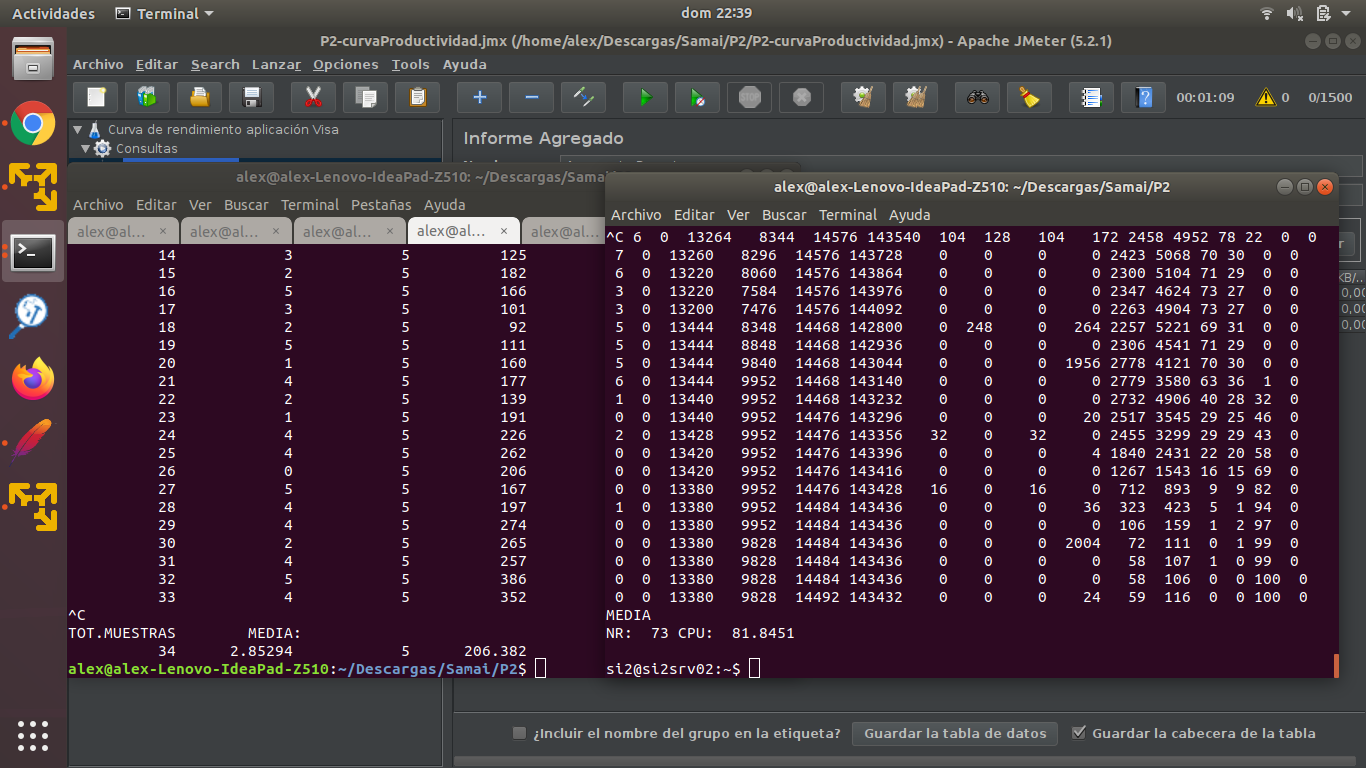 Actividades Terminal dom 22:39
P2-curvaProductividad.jmx (/home/alex/Descargas/Samai/P2/P2-curvaProductividad.jmx) - Apache JMeter (5.2.1)
Archivo Editar Search Lanzar Opciones Tools Ayuda
00:01:09 0 0/1500
Curva de rendimiento aplicación Visa
Consultas
Informe Agregado
alex@alex-Lenovo-IdeaPad-Z510: ~/Descargas/Samai
Archivo Editar Ver Buscar Terminal Pestañas Ayuda
alex@al... × alex@al... × alex@al... × alex@al... × alex@al...
14 3 5 125
15 2 5 182
16 5 5 166
17 3 5 101
18 2 5 92
19 5 5 111
20 1 5 160
21 4 5 177
22 2 5 139
23 1 5 191
24 4 5 226
25 4 5 262
26 0 5 206
27 5 5 167
28 4 5 197
29 4 5 274
30 2 5 265
31 4 5 257
32 5 5 386
33 4 5 352
^C
TOT.MUESTRAS MEDIA:
34 2.85294 5 206.382
alex@alex-Lenovo-IdeaPad-Z510:~/Descargas/Samai/P2$
alex@alex-Lenovo-IdeaPad-Z510: ~/Descargas/Samai/P2
Archivo Editar Ver Buscar Terminal Ayuda
^C 6 0 13264 8344 14576 143540 104 128 104 172 2458 4952 78 22 0 0
7 0 13260 8296 14576 143728 0 0 0 0 2423 5068 70 30 0 0
6 0 13220 8060 14576 143864 0 0 0 0 2300 5104 71 29 0 0
3 0 13220 7584 14576 143976 0 0 0 0 2347 4624 73 27 0 0
3 0 13200 7476 14576 144092 0 0 0 0 2263 4904 73 27 0 0
5 0 13444 8348 14468 142800 0 248 0 264 2257 5221 69 31 0 0
5 0 13444 8848 14468 142936 0 0 0 0 2306 4541 71 29 0 0
5 0 13444 9840 14468 143044 0 0 0 1956 2778 4121 70 30 0 0
6 0 13444 9952 14468 143140 0 0 0 0 2779 3580 63 36 1 0
1 0 13440 9952 14468 143232 0 0 0 0 2732 4906 40 28 32 0
0 0 13440 9952 14476 143296 0 0 0 20 2517 3545 29 25 46 0
2 0 13428 9952 14476 143356 32 0 32 0 2455 3299 29 29 43 0
0 0 13420 9952 14476 143396 0 0 0 4 1840 2431 22 20 58 0
0 0 13420 9952 14476 143416 0 0 0 0 1267 1543 16 15 69 0
0 0 13380 9952 14476 143428 16 0 16 0 712 893 9 9 82 0
1 0 13380 9952 14484 143436 0 0 0 36 323 423 5 1 94 0
0 0 13380 9952 14484 143436 0 0 0 0 106 159 1 2 97 0
0 0 13380 9828 14484 143436 0 0 0 2004 72 111 0 1 99 0
0 0 13380 9828 14484 143436 0 0 0 0 58 107 1 0 99 0
0 0 13380 9828 14484 143436 0 0 0 0 58 106 0 0 100 0
0 0 13380 9828 14492 143432 0 0 0 24 59 116 0 0 100 0
MEDIA
NR: 73 CPU: 81.8451
si2@si2srv02:~$
KB/...
0,00
0,00
0,00
¿Incluir el nombre del grupo en la etiqueta? Guardar la tabla de datos Guardar la cabecera de la tabla